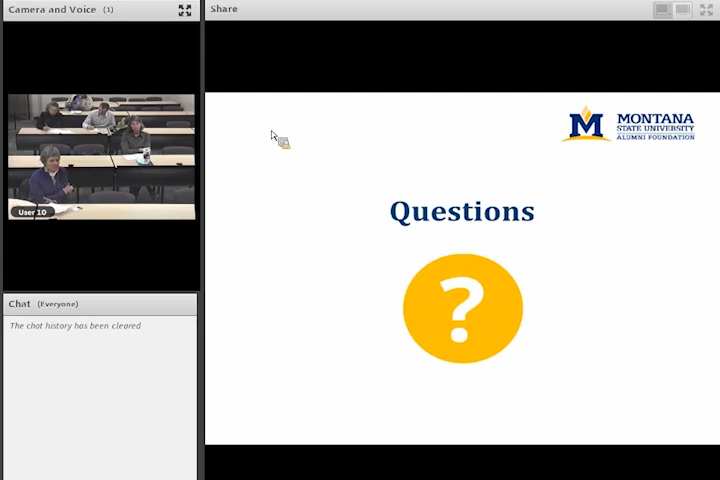 Camera and Voice (1)
Share
MONTANA
STATE UNIVERSITY
ALUMNI FOUNDATION
Questions
?
User 10
Chat (Everyone)
The chat history has been cleared